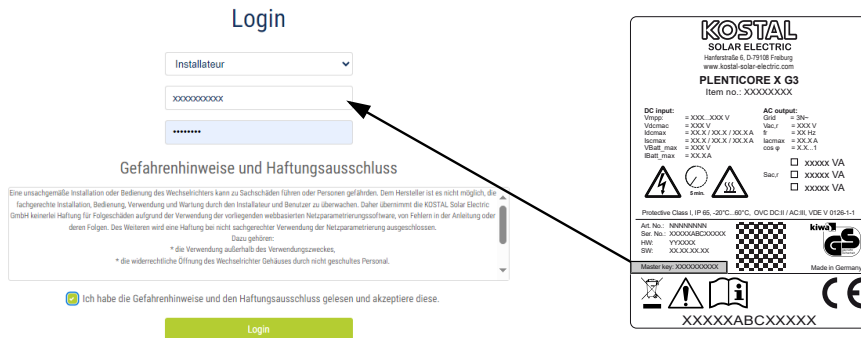 Login
Installateur
xxxxxxxxxx
••••••••
Gefahrenhinweise und Haftungsausschluss
Eine unsachgemäße Installation oder Bedienung des Wechselrichters kann zu Sachschäden führen oder Personen gefährden. Dem Hersteller ist es nicht möglich, die
fachgerechte Installation, Bedienung, Verwendung und Wartung durch den Installateur und Benutzer zu überwachen. Daher übernimmt die KOSTAL Solar Electric
GmbH keinerlei Haftung für Folgeschäden aufgrund der Verwendung der vorliegenden webbasierten Netzparametrierungssoftware, von Fehlern in der Anleitung oder
deren Folgen. Des Weiteren wird eine Haftung bei nicht sachgerechter Verwendung der Netzparametrierung ausgeschlossen.
Dazu gehören:
* die Verwendung außerhalb des Verwendungszweckes,
* die widerrechtliche Öffnung des Wechselrichter Gehäuses durch nicht geschultes Personal.
Ich habe die Gefahrenhinweise und den Haftungsausschluss gelesen und akzeptiere diese.
Login
KOSTAL
SOLAR ELECTRIC
Hanferstraße 6, D-79108 Freiburg
www.kostal-solar-electric.com
PLENTICORE X G3
Item no.: XXXXXXXX
DC input:
Vmpp: = XXX...XXX V
Vdcmac = XXX V
Idcmax = XX.X / XX.X / XX.X A
Iscmax = XX.X / XX.X / XX.X A
VBatt_max = XXX V
IBatt_max = XX.XA
AC output:
Grid = 3N~
Vac,r = XXX V
fr = XX Hz
Iacmax = XX.X A
cos φ = X.X...1
xxxxx VA
Sac,r xxxxx VA
xxxxx VA
5 min.
Protective Class I, IP 65, -20°C...60°C, OVC DC:II / AC:III, VDE V 0126-1-1
Art. No.: NNNNNNNN
Ser. No.: XXXXXABCXXXXX
HW: YYXXXX
SW: XX.XX.XX.XX
Master key: XXXXXXXXXX
kiwa
GS
Made in Germany
i
CE
XXXXXABCXXXXX